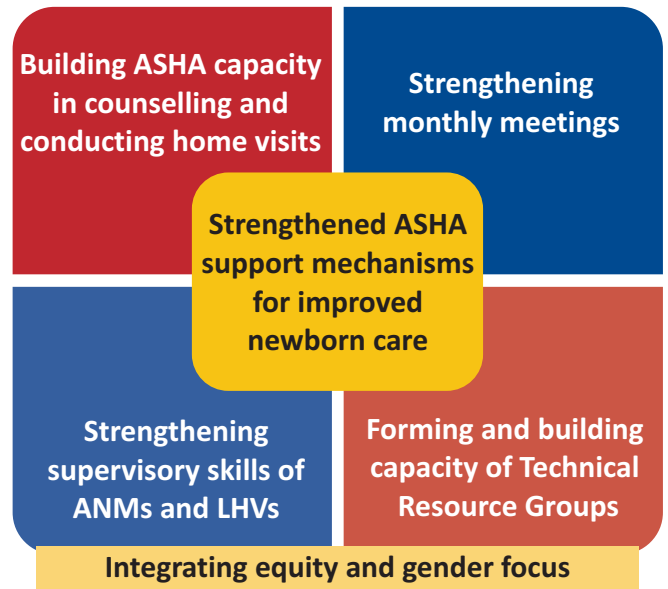 Building ASHA capacity
in counselling and
conducting home visits
Strengthening
monthly meetings
Strengthened ASHA
support mechanisms
for improved
newborn care
Strengthening
supervisory skills of
ANMs and LHVs
Forming and building
capacity of Technical
Resource Groups
Integrating equity and gender focus